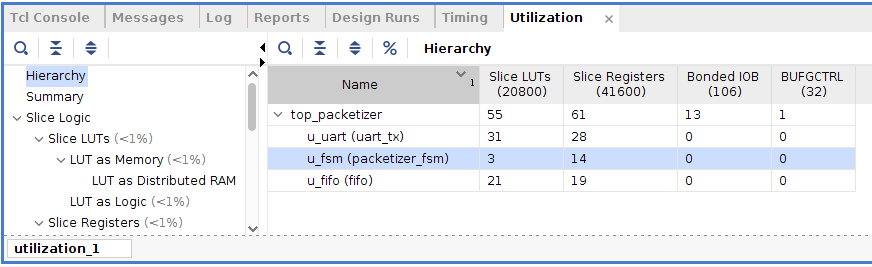 Tcl Console Messages Log Reports Design Runs Timing Utilization ×
Hierarchy
Summary
Slice Logic
Slice LUTs (<1%)
LUT as Memory (<1%)
LUT as Distributed RAM
LUT as Logic (<1%)
Slice Registers (<1%)
% Hierarchy
Name 1 Slice LUTs (20800) Slice Registers (41600) Bonded IOB (106) BUFGCTRL (32)
top_packetizer 55 61 13 1
u_uart (uart_tx) 31 28 0 0
u_fsm (packetizer_fsm) 3 14 0 0
u_fifo (fifo) 21 19 0 0
utilization_1